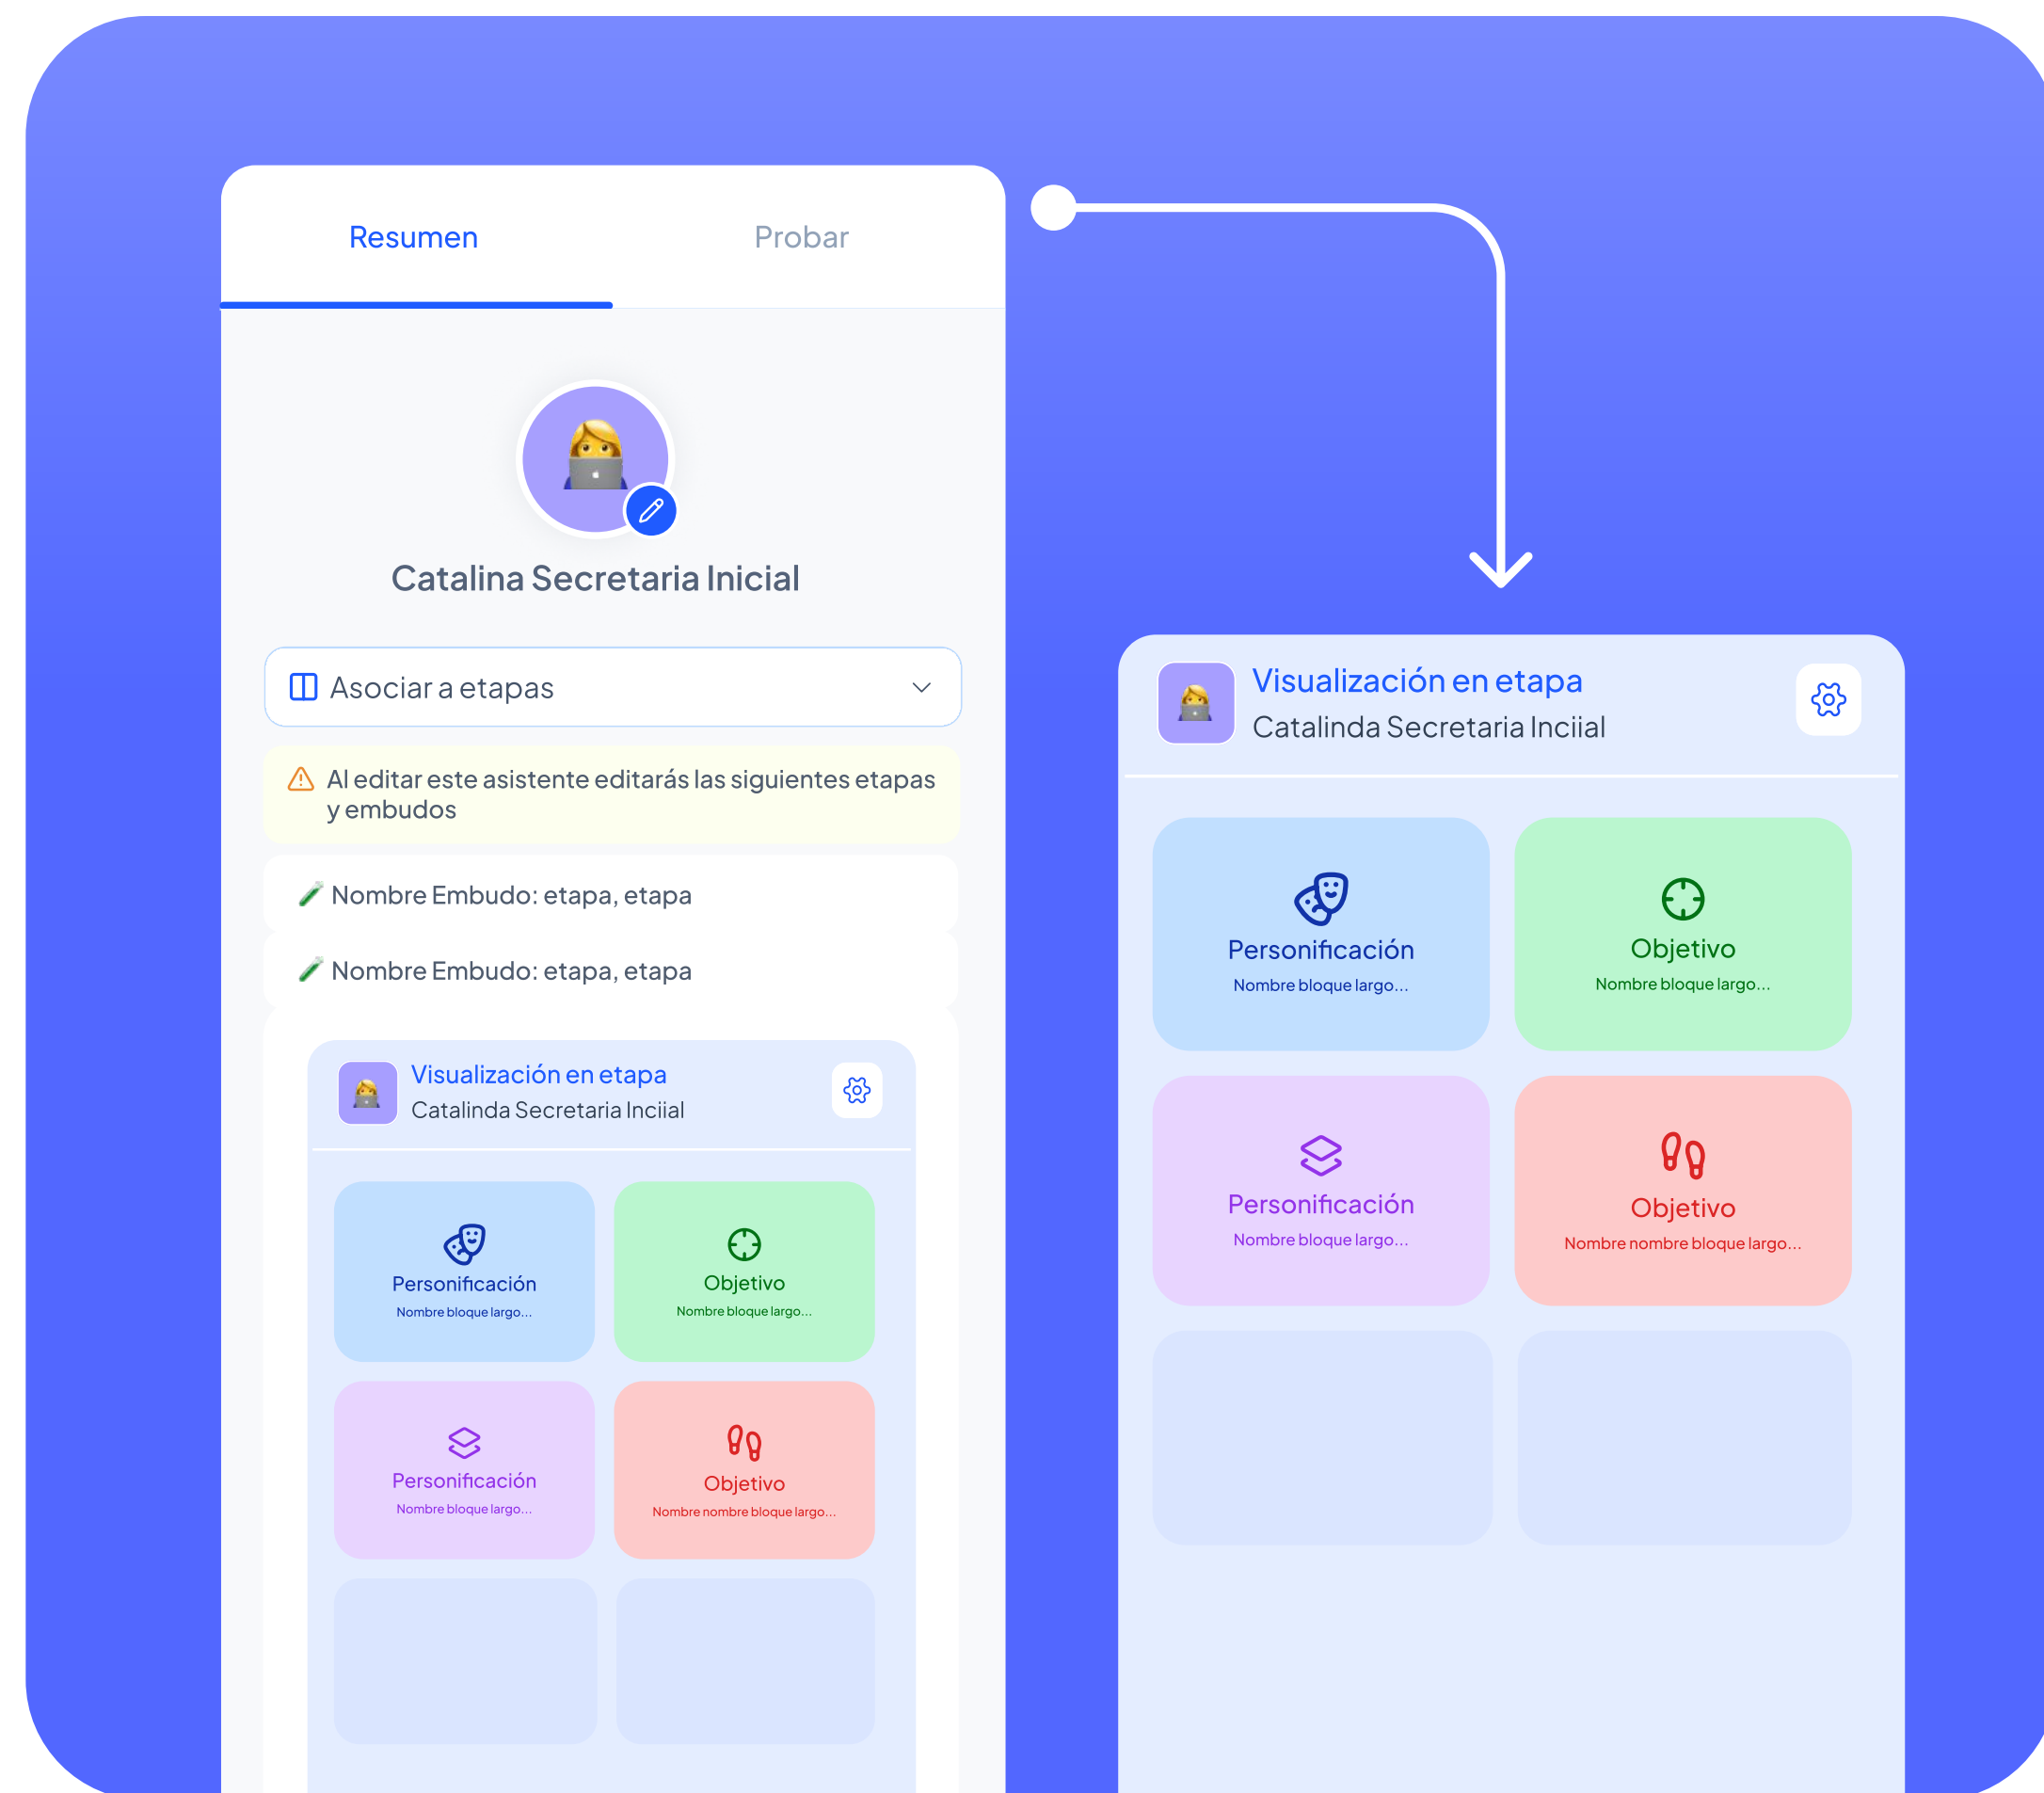 Resumen
Probar
Catalina Secretaria Inicial
Asociar a etapas
Al editar este asistente editarás las siguientes etapas
y embudos
Nombre Embudo: etapa, etapa
Nombre Embudo: etapa, etapa
Visualización en etapa
Catalinda Secretaria Inciial
Personificación
Nombre bloque largo...
Objetivo
Nombre bloque largo...
Personificación
Nombre bloque largo...
Objetivo
Nombre nombre bloque largo...
Visualización en etapa
Catalinda Secretaria Inciial
Personificación
Nombre bloque largo...
Objetivo
Nombre bloque largo...
Personificación
Nombre bloque largo...
Objetivo
Nombre nombre bloque largo...